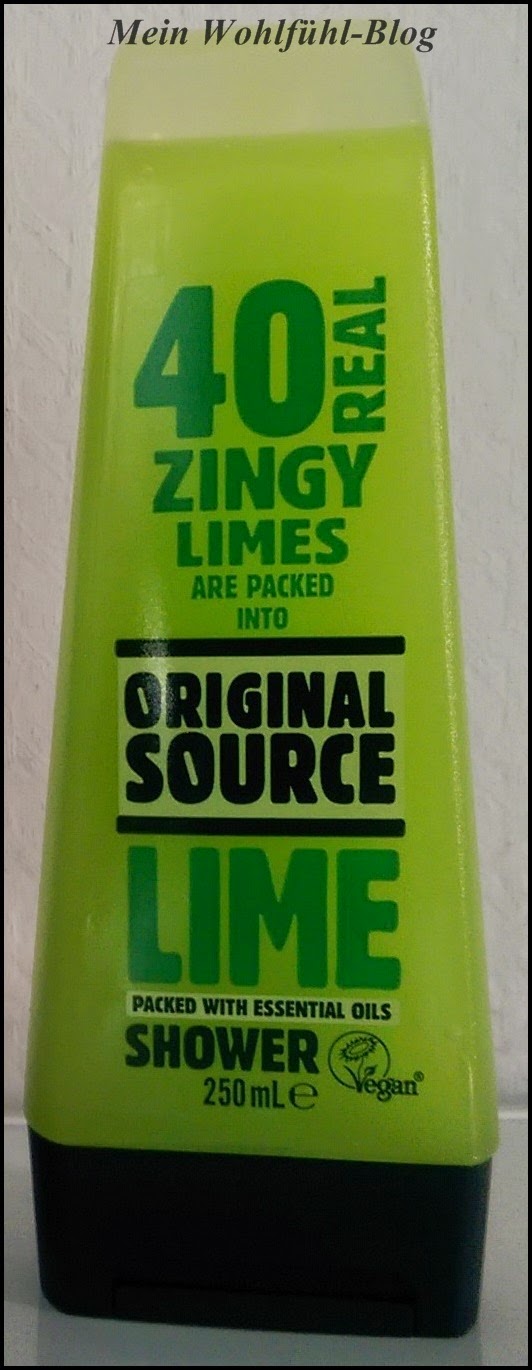 Mein Wohlfühl-Blog
40 REAL
ZINGY
LIMES
ARE PACKED
INTO
ORIGINAL
SOURCE
LIME
PACKED WITH ESSENTIAL OILS
SHOWER
Vegan®
250 mL e